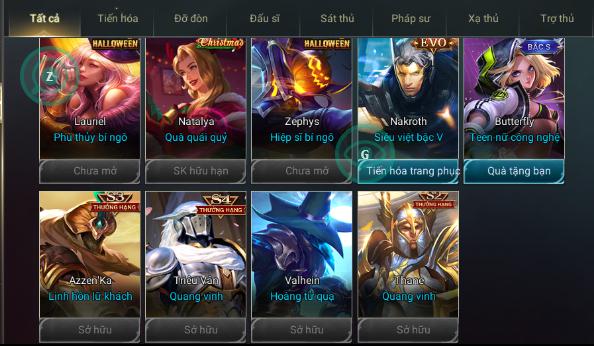 Tất cả
Tiến hóa
Đỡ đòn
Đấu sĩ
Sát thủ
Pháp sư
Xạ thủ
Trợ thủ
HALLOWEEN
Christmas
HALLOWEEN
EVO
BẬC S
Z
Lauriel
Phù thủy bí ngô
Natalya
Quà quái quỷ
Zephys
Hiệp sĩ bí ngô
Nakroth
Siêu việt bậc V
Butterfly
Teen nữ công nghệ
G
Chưa mở
SK hữu hạn
Chưa mở
Tiến hóa trang phục
Quà tặng bạn
S3
THƯỞNG HẠNG
S4
THƯỞNG HẠNG
S2
THƯỞNG HẠNG
Azzen'Ka
Linh hồn lữ khách
Triệu Vân
Quang vinh
Valhein
Hoàng tử quạ
Thane
Quang vinh
Sở hữu
Sở hữu
Sở hữu
Sở hữu